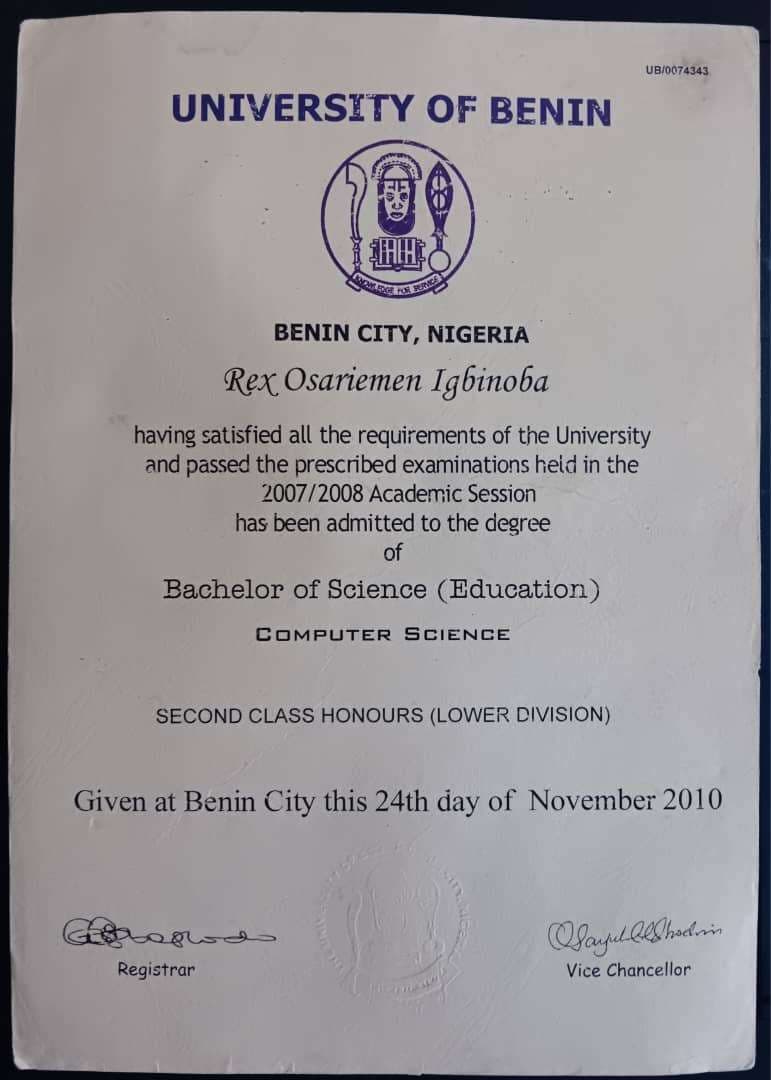 UB/0074343
UNIVERSITY OF BENIN
KNOWLEDGE FOR SERVICE
BENIN CITY, NIGERIA
Rex Osariemen Igbinoba
having satisfied all the requirements of the University
and passed the prescribed examinations held in the
2007/2008 Academic Session
has been admitted to the degree
of
Bachelor of Science (Education)
COMPUTER SCIENCE
SECOND CLASS HONOURS (LOWER DIVISION)
Given at Benin City this 24th day of November 2010
Registrar
Vice Chancellor